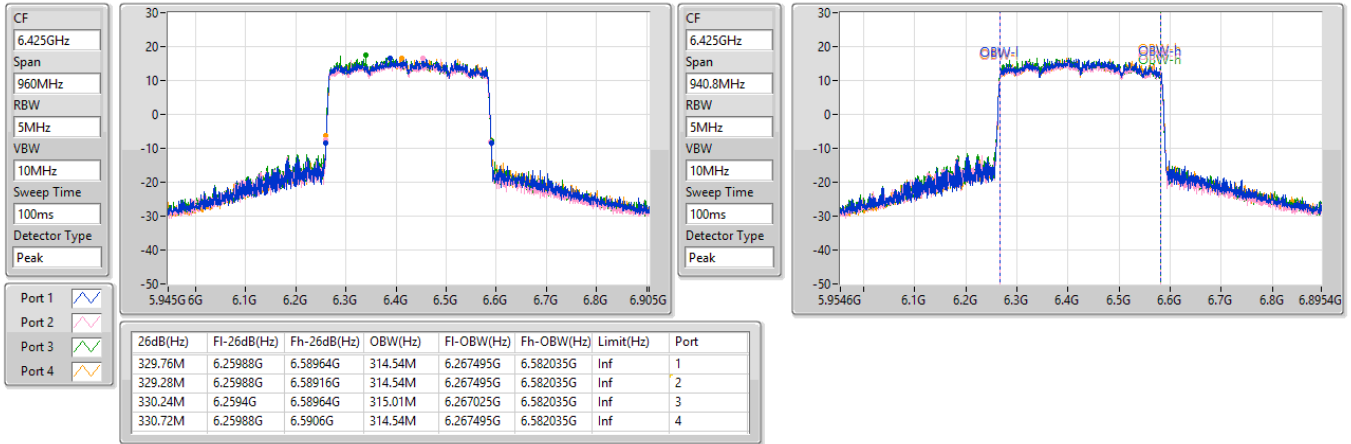 CF
6.425GHz
Span
960MHz
RBW
5MHz
VBW
10MHz
Sweep Time
100ms
Detector Type
Peak
30
20
10
0
-10
-20
-30
-40
-50
5.945G 6G 6.1G 6.2G 6.3G 6.4G 6.5G 6.6G 6.7G 6.8G 6.905G
CF
6.425GHz
Span
940.8MHz
RBW
5MHz
VBW
10MHz
Sweep Time
100ms
Detector Type
Peak
30
20
10
0
-10
-20
-30
-40
-50
OBW-l OBW-h
OBW-h
5.9546G 6.1G 6.2G 6.3G 6.4G 6.5G 6.6G 6.7G 6.8G 6.8954G
Port 1
Port 2
Port 3
Port 4
26dB(Hz) Fl-26dB(Hz) Fh-26dB(Hz) OBW(Hz) Fl-OBW(Hz) Fh-OBW(Hz) Limit(Hz) Port
329.76M 6.25988G 6.58964G 314.54M 6.267495G 6.582035G Inf 1
329.28M 6.25988G 6.58916G 314.54M 6.267495G 6.582035G Inf 2
330.24M 6.2594G 6.58964G 315.01M 6.267025G 6.582035G Inf 3
330.72M 6.25988G 6.5906G 314.54M 6.267495G 6.582035G Inf 4